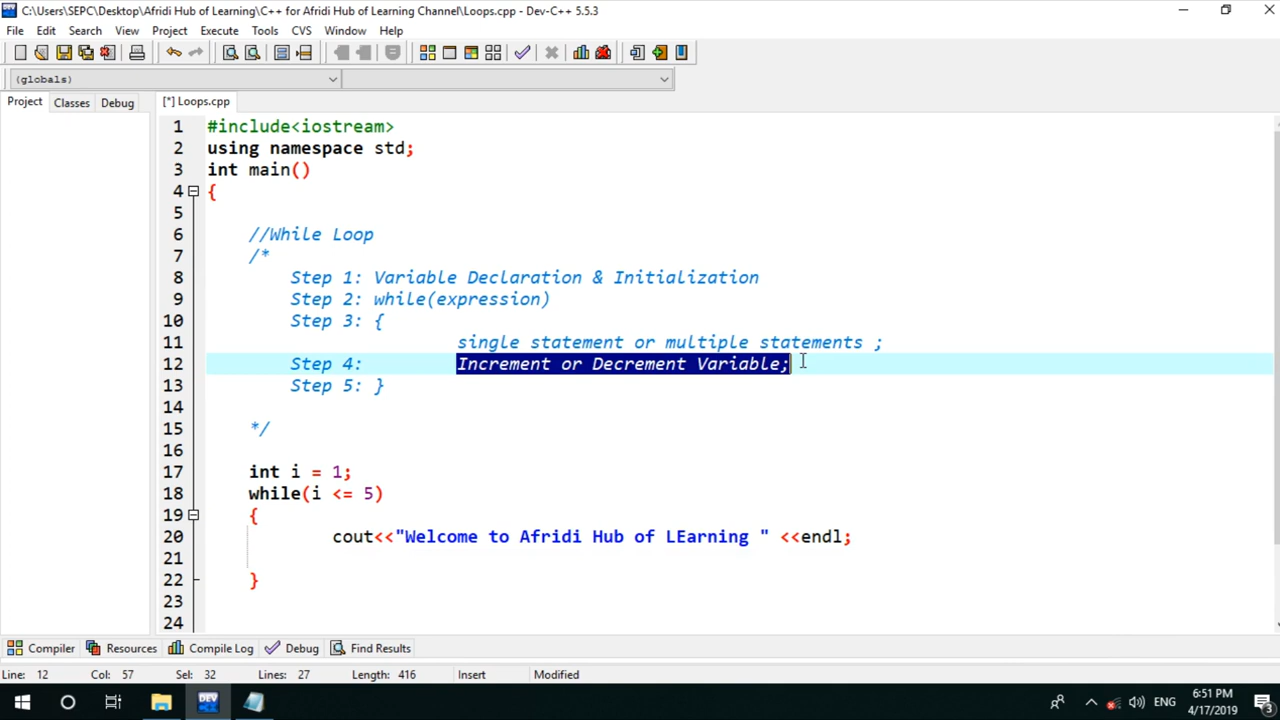 C:\Users\SEPC\Desktop\Afridi Hub of Learning\C++ for Afridi Hub of Learning Channel\Loops.cpp - Dev-C++ 5.5.3
File Edit Search View Project Execute Tools CVS Window Help
(globals)
Project Classes Debug [*] Loops.cpp
1 #include<iostream>
2 using namespace std;
3 int main()
4 {
5
6 //While Loop
7 /*
8 Step 1: Variable Declaration & Initialization
9 Step 2: while(expression)
10 Step 3: {
11 single statement or multiple statements ;
12 Step 4: Increment or Decrement Variable;
13 Step 5: }
14
15 */
16
17 int i = 1;
18 while(i <= 5)
19 {
20 cout<<"Welcome to Afridi Hub of LEarning " <<endl;
21
22 }
23
24
Compiler Resources Compile Log Debug Find Results
Line: 12 Col: 57 Sel: 32 Lines: 27 Length: 416 Insert Modified
DEV ENG 6:51 PM
4/17/2019 3